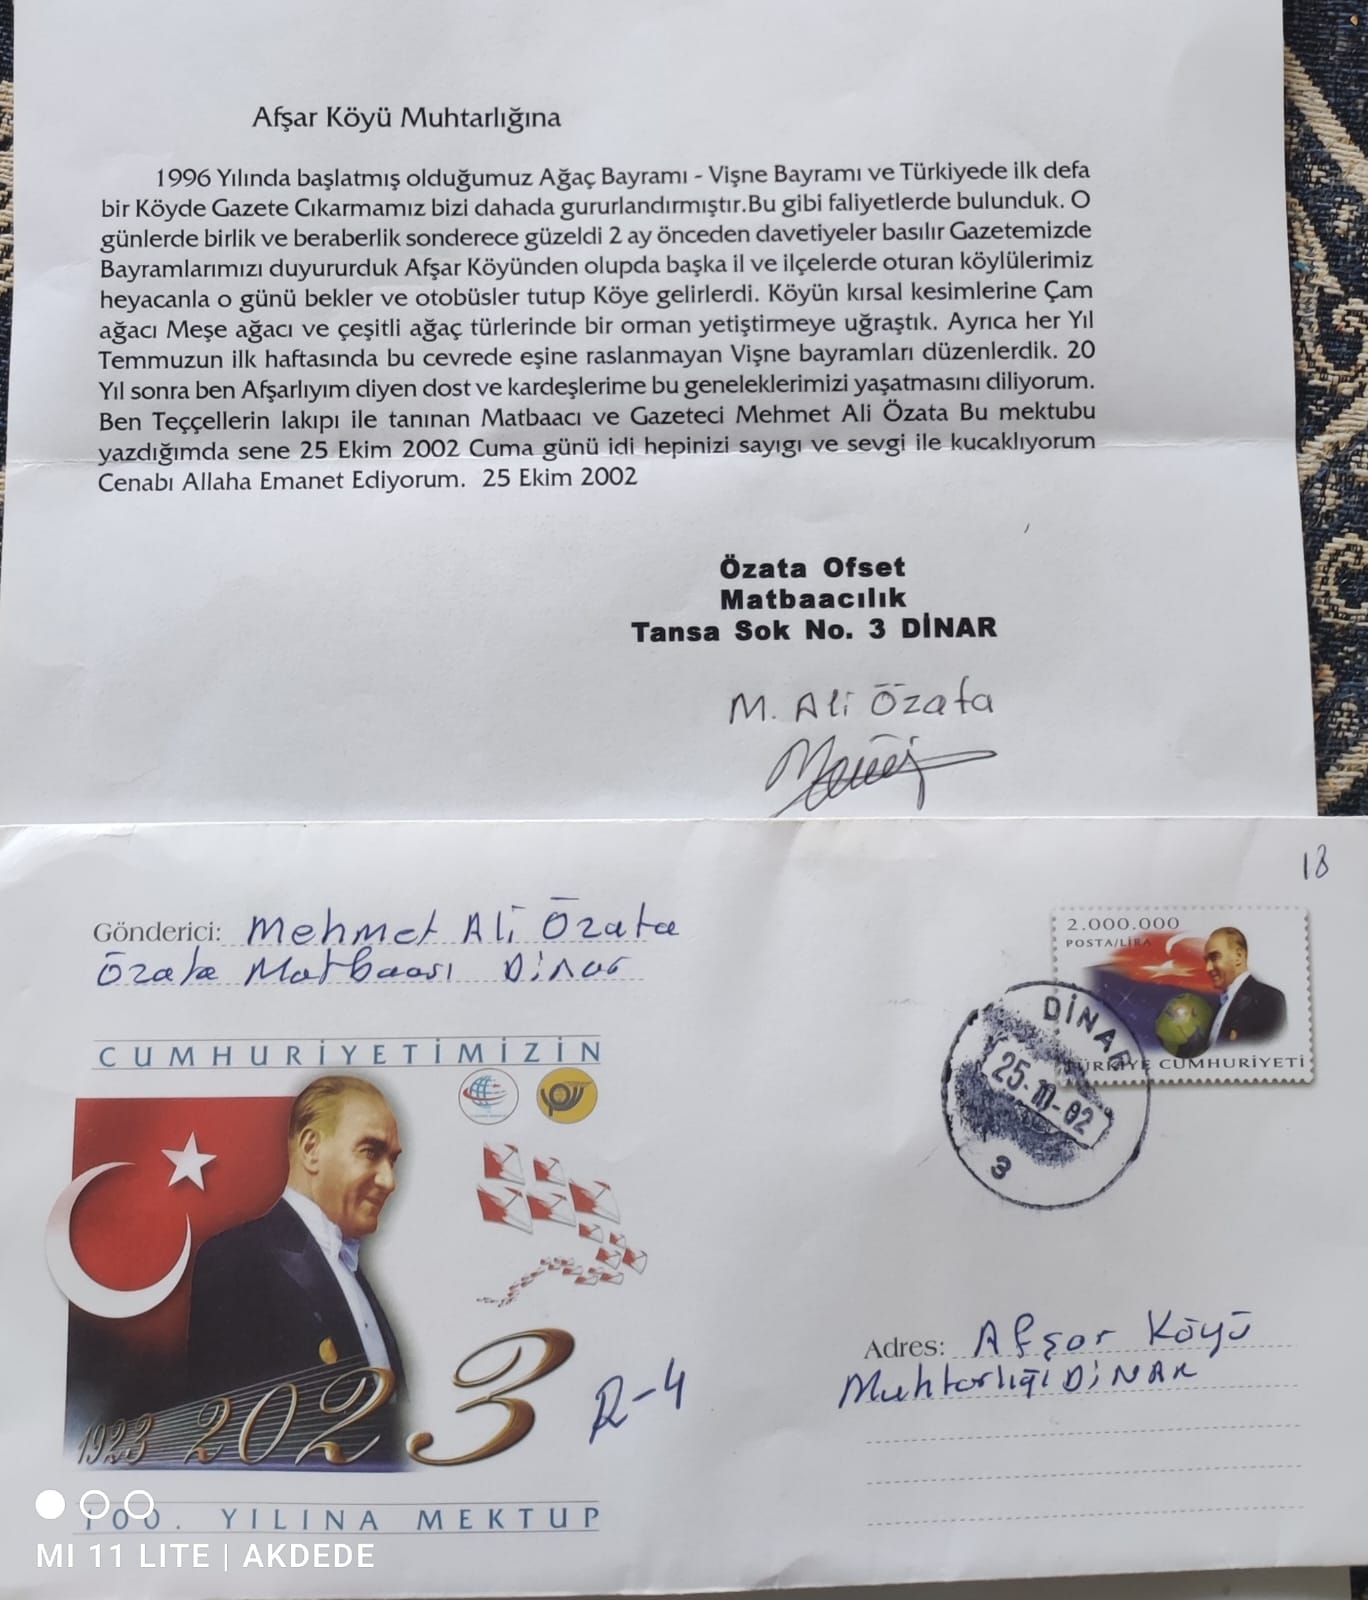 Afşar Köyü Muhtarlığına
1996 Yılında başlatmış olduğumuz Ağaç Bayramı - Vişne Bayramı ve Türkiyede ilk defa
bir Köyde Gazete Cıkarmamız bizi dahada gururlandırmıştır.Bu gibi faliyetlerde bulunduk. O
günlerde birlik ve beraberlik sonderece güzeldi 2 ay önceden davetiyeler basılır Gazetemizde
Bayramlarımızı duyururduk Afşar Köyünden olupda başka il ve ilçelerde oturan köylülerimiz
heyacanla o günü bekler ve otobüsler tutup Köye gelirlerdi. Köyün kırsal kesimlerine Çam
ağacı Meşe ağacı ve çeşitli ağaç türlerinde bir orman yetiştirmeye uğraştık. Ayrıca her Yıl
Temmuzun ilk haftasında bu cevrede eşine raslanmayan Vişne bayramları düzenlerdik. 20
Yıl sonra ben Afşarlıyım diyen dost ve kardeşlerime bu geneleklerimizi yaşatmasını diliyorum.
Ben Teççellerin lakıpı ile tanınan Matbaacı ve Gazeteci Mehmet Ali Özata Bu mektubu
yazdığımda sene 25 Ekim 2002 Cuma günü idi hepinizi sayıgı ve sevgi ile kucaklıyorum
Cenabı Allaha Emanet Ediyorum. 25 Ekim 2002
Özata Ofset
Matbaacılık
Tansa Sok No. 3 DİNAR
M. Ali Özata
18
Gönderici: Mehmet Ali Özata
Özata Matbaası Dinar
2.000.000
POSTA/LİRA
TÜRKİYE CUMHURİYETİ
DİNAR
25-11-02
3
CUMHURİYETİMİZİN
1923 2023
R-4
100. YILINA MEKTUP
Adres: Afşar Köyü
Muhtarlığı DİNAR
MI 11 LITE | AKDEDE